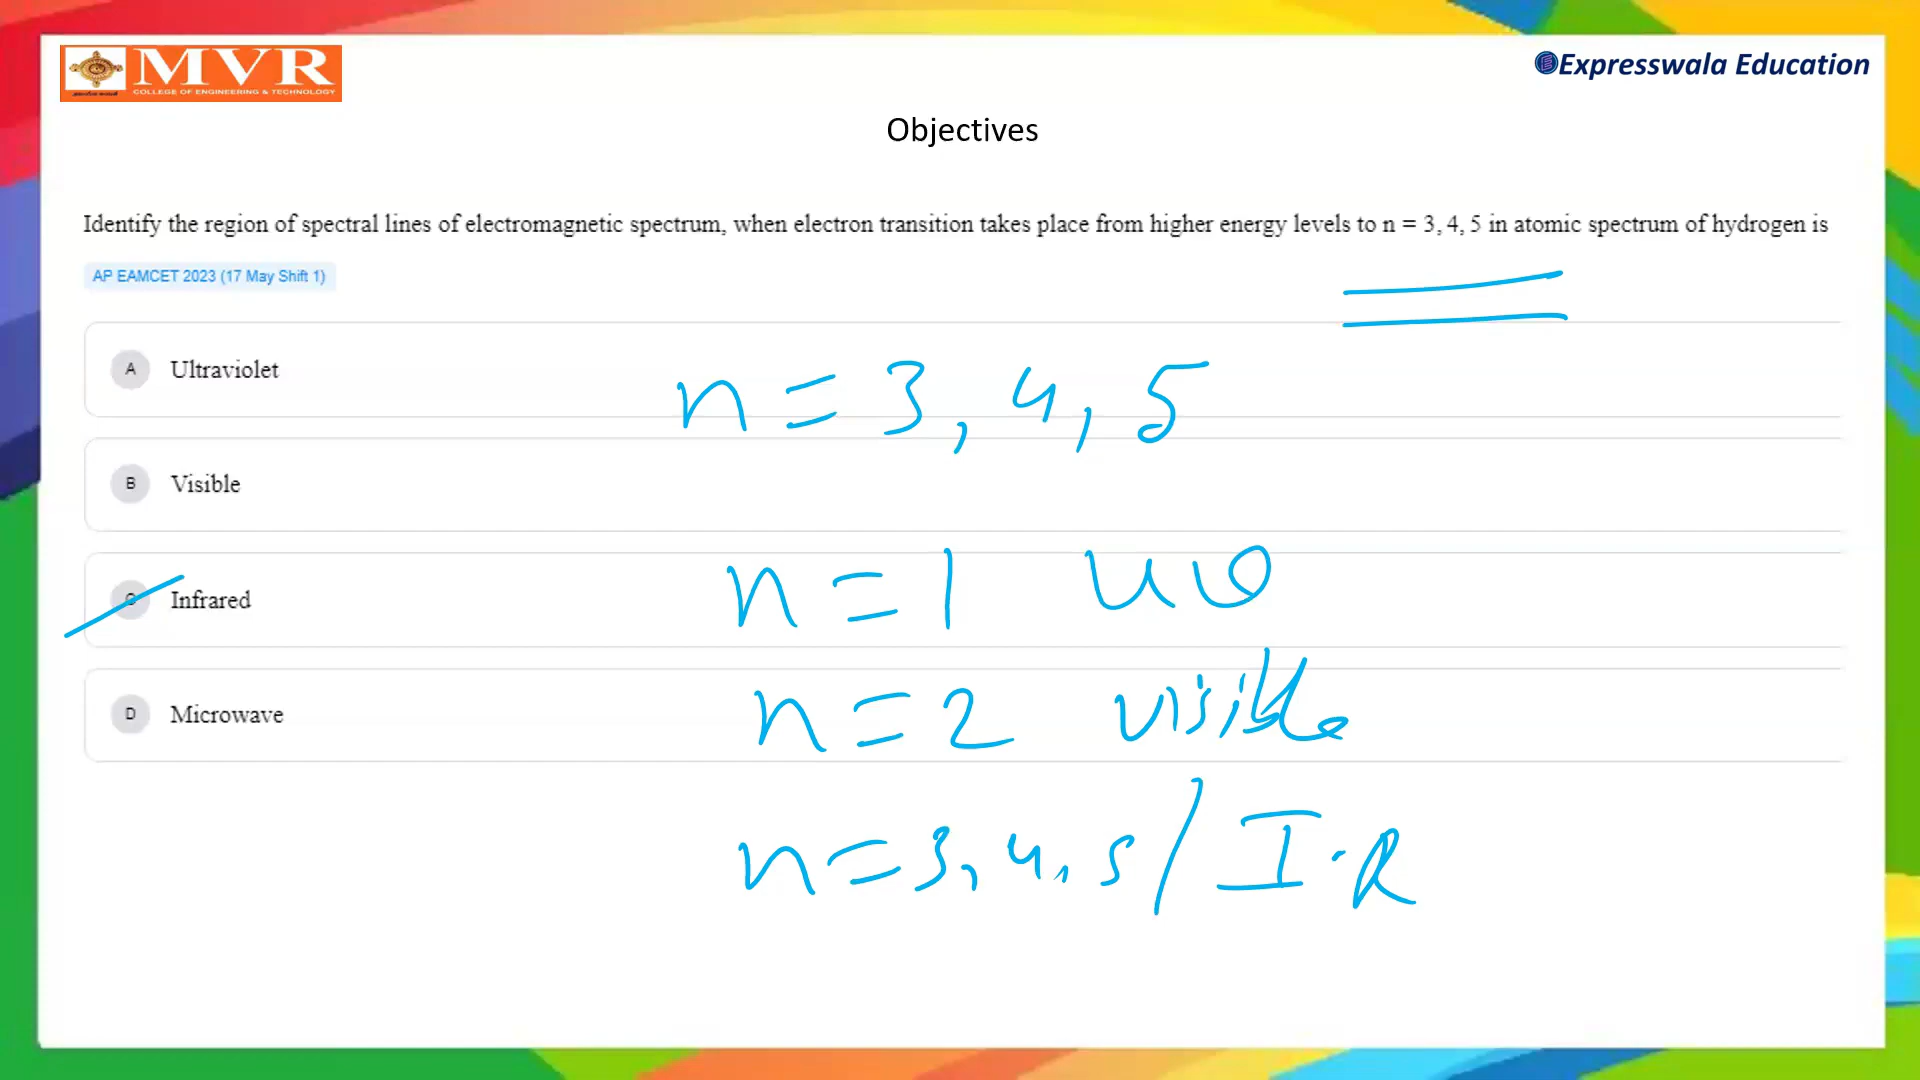 MVR
COLLEGE OF ENGINEERING & TECHNOLOGY
Expresswala Education
Objectives
Identify the region of spectral lines of electromagnetic spectrum, when electron transition takes place from higher energy levels to n = 3, 4, 5 in atomic spectrum of hydrogen is
AP EAMCET 2023 (17 May Shift 1)
A Ultraviolet
n = 3, 4, 5
B Visible
C Infrared
n = 1 UV
D Microwave
n = 2 visible
n = 3, 4, 5 / I.R